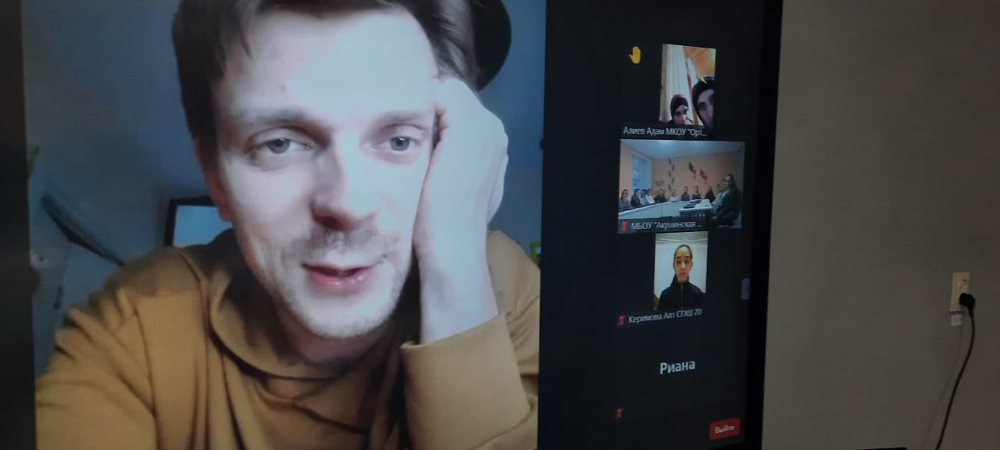 Алиев Адам МКОУ "Орт...
МБОУ "Акушинская ...
Керимова Аят СОШ 20
Риана
Выйти